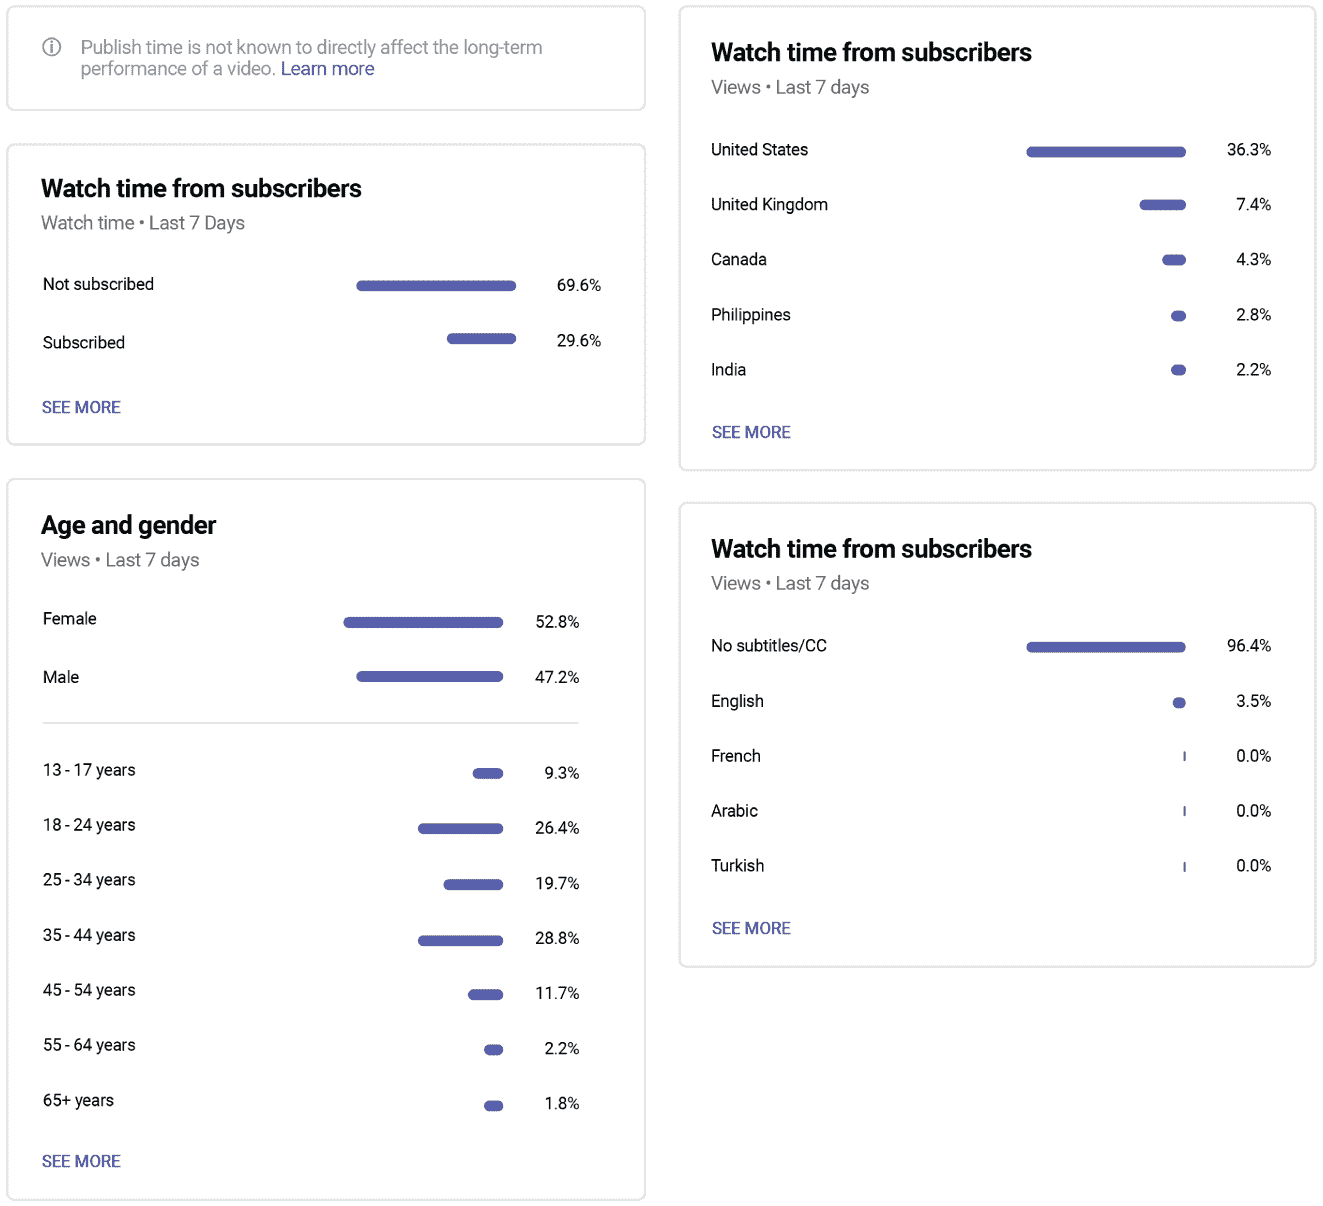 Publish time is not known to directly affect the long-term
performance of a video. Learn more
Watch time from subscribers
Watch time • Last 7 Days
Not subscribed 69.6%
Subscribed 29.6%
SEE MORE
Age and gender
Views • Last 7 days
Female 52.8%
Male 47.2%
13 - 17 years 9.3%
18 - 24 years 26.4%
25 - 34 years 19.7%
35 - 44 years 28.8%
45 - 54 years 11.7%
55 - 64 years 2.2%
65+ years 1.8%
SEE MORE
Watch time from subscribers
Views • Last 7 days
United States 36.3%
United Kingdom 7.4%
Canada 4.3%
Philippines 2.8%
India 2.2%
SEE MORE
Watch time from subscribers
Views • Last 7 days
No subtitles/CC 96.4%
English 3.5%
French 0.0%
Arabic 0.0%
Turkish 0.0%
SEE MORE